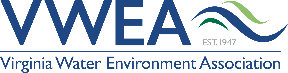 VWEA
EST. 1947
Virginia Water Environment Association